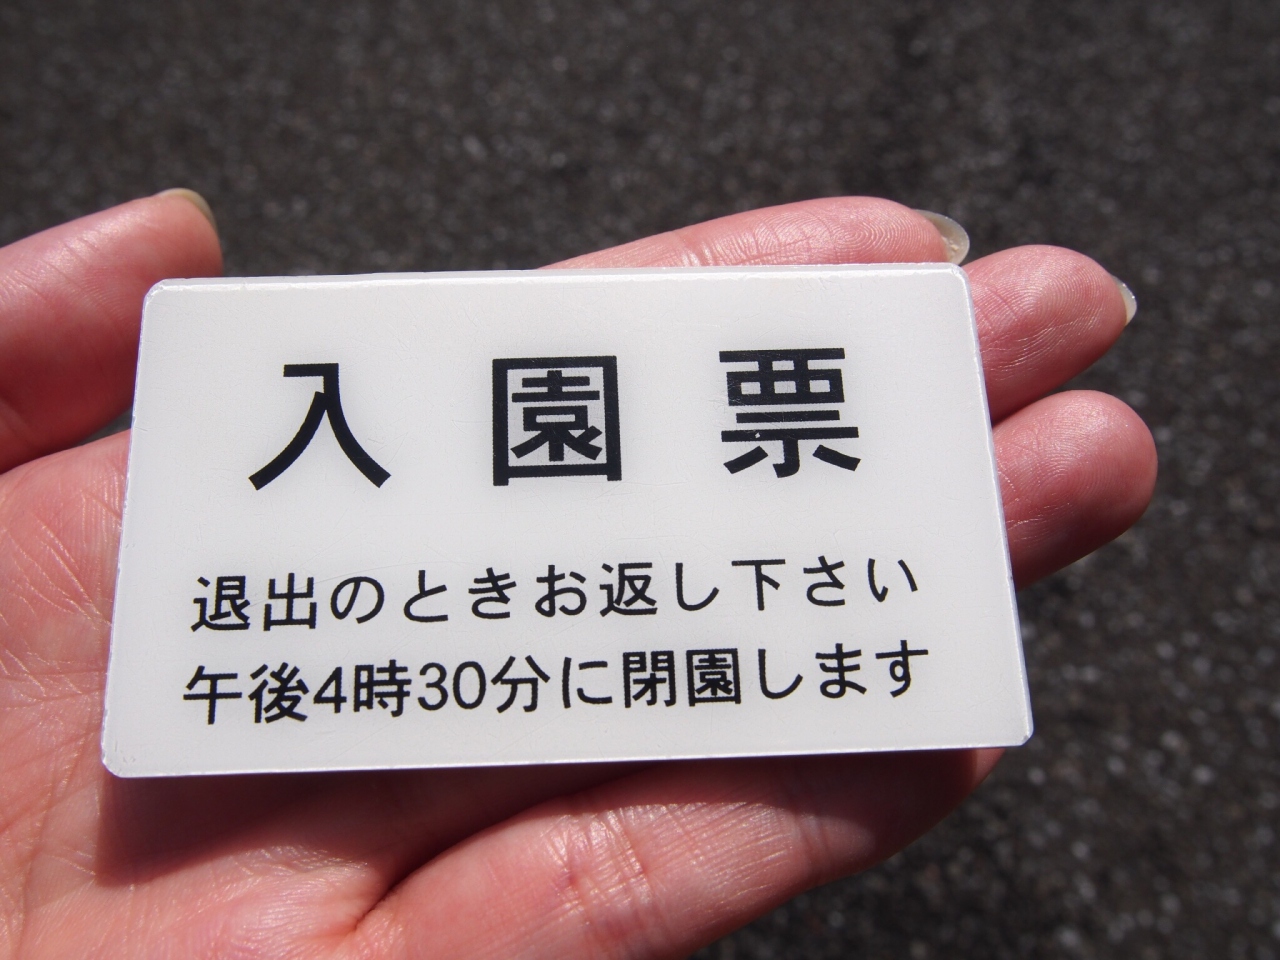 入園票
退出のときお返し下さい
午後4時30分に閉園します